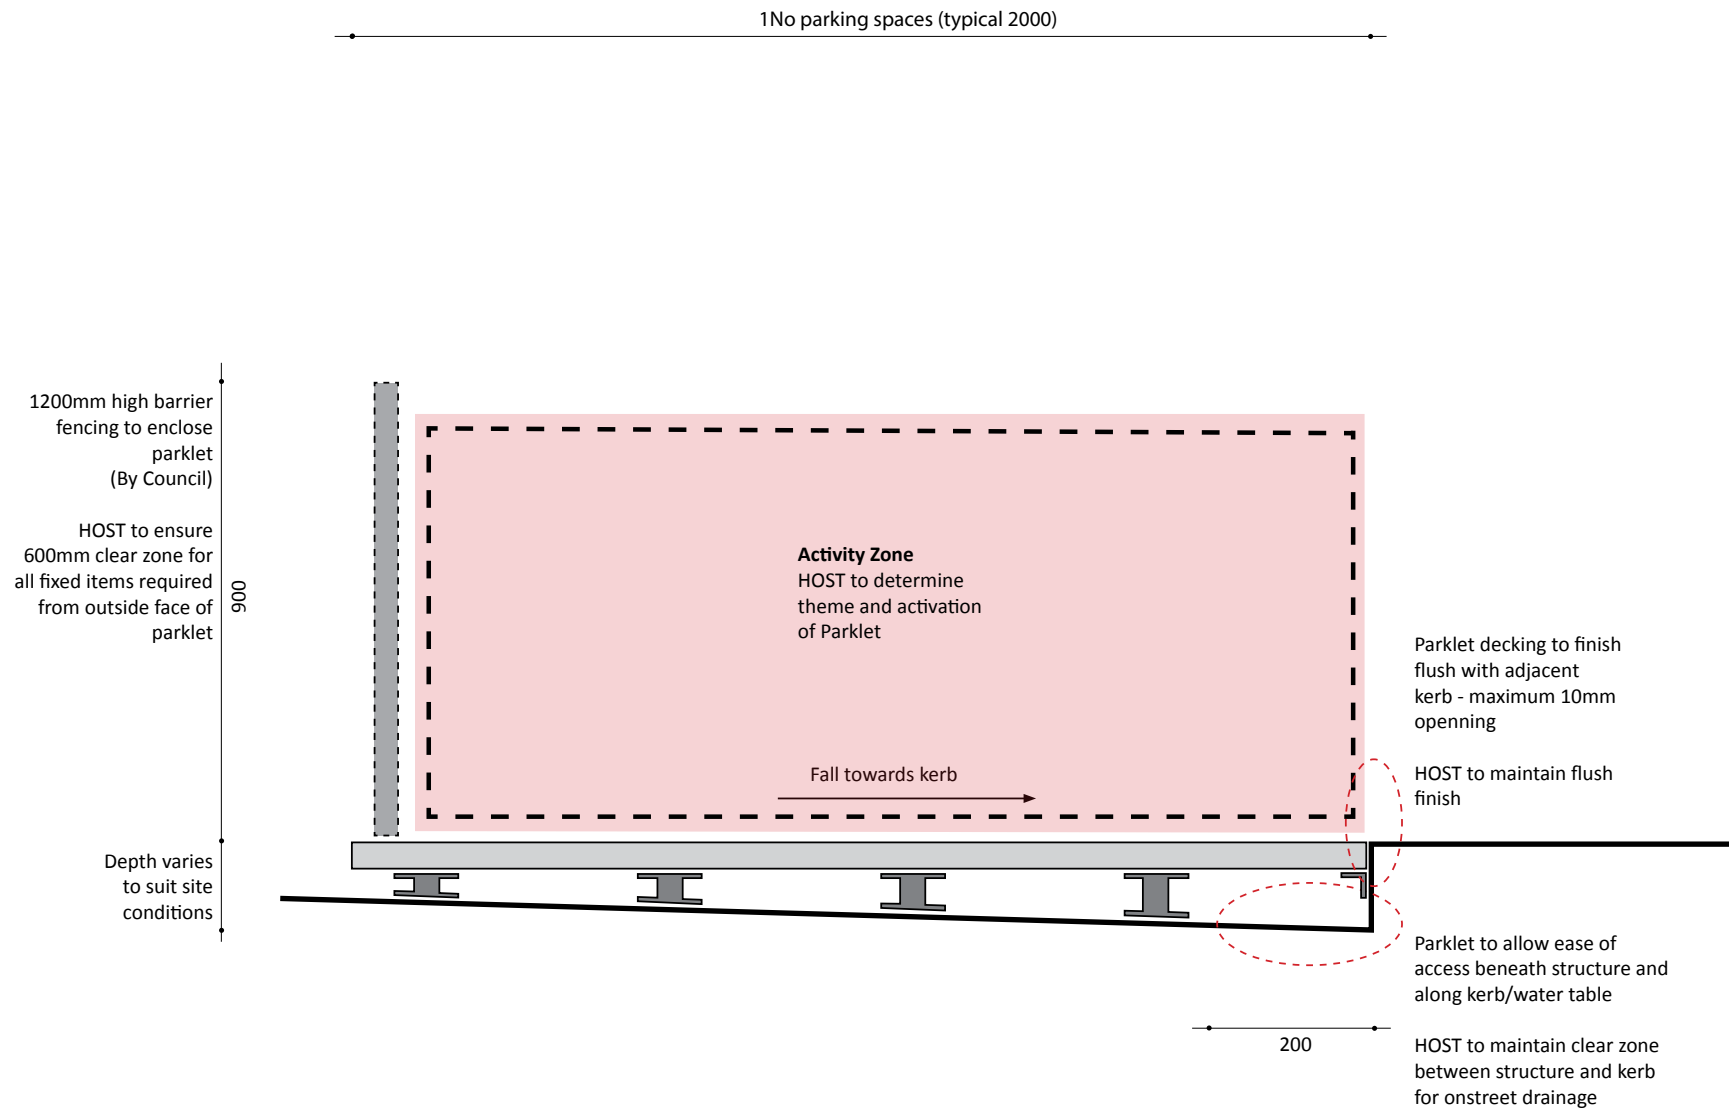 1No parking spaces (typical 2000)
1200mm high barrier
fencing to enclose
parklet
(By Council)
HOST to ensure
600mm clear zone for
all fixed items required
from outside face of
parklet
900
Depth varies
to suit site
conditions
Activity Zone
HOST to determine
theme and activation
of Parklet
Fall towards kerb
Parklet decking to finish
flush with adjacent
kerb - maximum 10mm
openning
HOST to maintain flush
finish
Parklet to allow ease of
access beneath structure and
along kerb/water table
200
HOST to maintain clear zone
between structure and kerb
for onstreet drainage